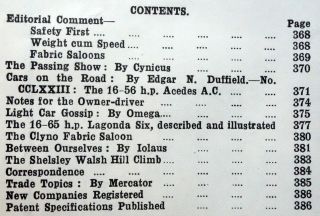 CONTENTS.
Editorial Comment— Page
Safety First .... .... .... .... 368
Weight cum Speed .... .... .... 368
Fabric Saloons .... .... .... 369
The Passing Show: By Cynicus .... .... 370
Cars on the Road: By Edgar N. Duffield.—No.
CCLXXIII: The 16-56 h.p. Acedes A.C. .... 371
Notes for the Owner-driver .... .... 374
Light Car Gossip: By Omega .... .... .... 375
The 16-65 h.p. Lagonda Six, described and illustrated 377
The Clyno Fabric Saloon .... .... .... 380
Between Ourselves: By Iolaus .... .... 381
The Shelsley Walsh Hill Climb .... .... 383
Correspondence .... .... .... .... 384
Trade Topics: By Mercator .... .... .... 385
New Companies Registered .... .... .... 386
Patent Specifications Published .... .... 386